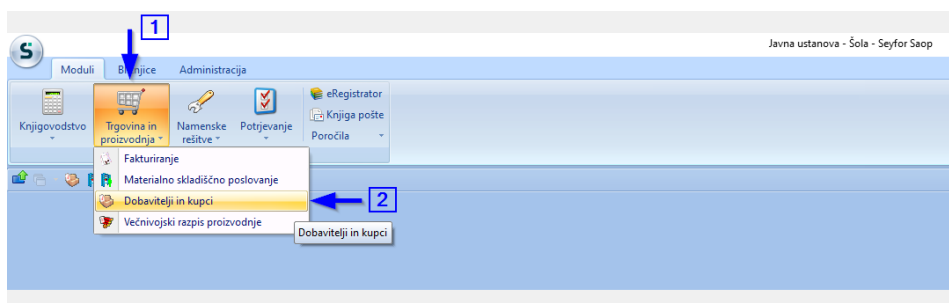 1
Javna ustanova - Šola - Seyfor Saop
S
Moduli Bližnjice Administracija
Knjigovodstvo
Trgovina in
proizvodnja
Namenske
rešitve
Potrjevanje
eRegistrator
Knjiga pošte
Poročila
Fakturiranje
Materialno skladiščno poslovanje
Dobavitelji in kupci
2
Večnivojski razpis proizvodnje
Dobavitelji in kupci